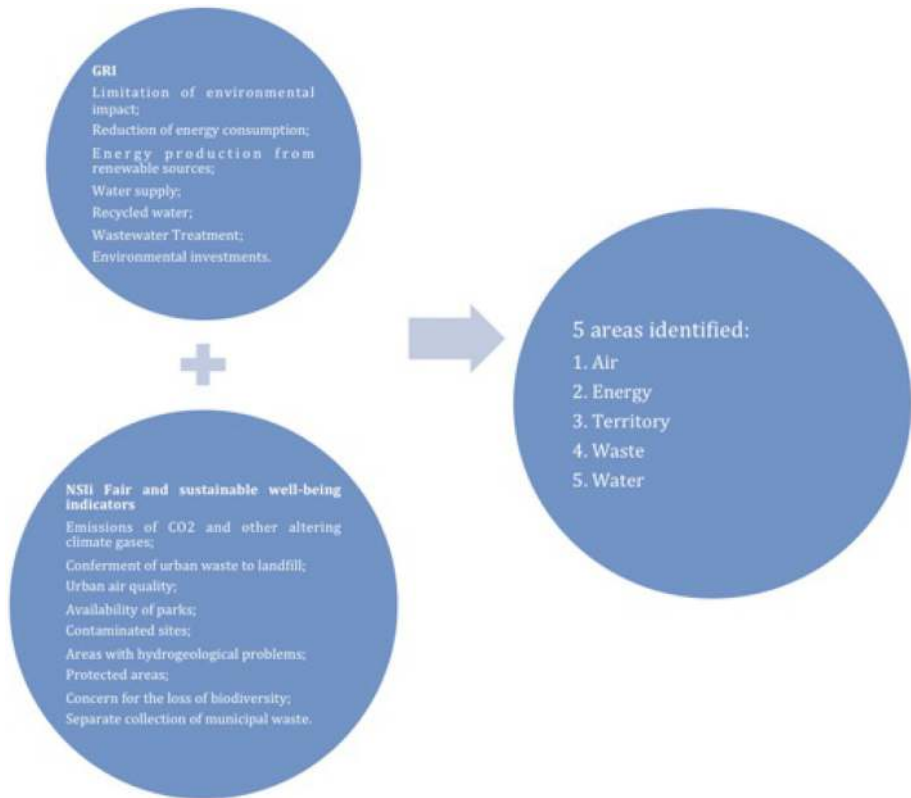 GRI
Limitation of environmental
impact;
Reduction of energy consumption;
Energy production from
renewable sources;
Water supply;
Recycled water;
Wastewater Treatment;
Environmental investments.
NSIi Fair and sustainable well-being
indicators
Emissions of CO2 and other altering
climate gases;
Conferment of urban waste to landfill;
Urban air quality;
Availability of parks;
Contaminated sites;
Areas with hydrogeological problems;
Protected areas;
Concern for the loss of biodiversity;
Separate collection of municipal waste.
5 areas identified:
1. Air
2. Energy
3. Territory
4. Waste
5. Water